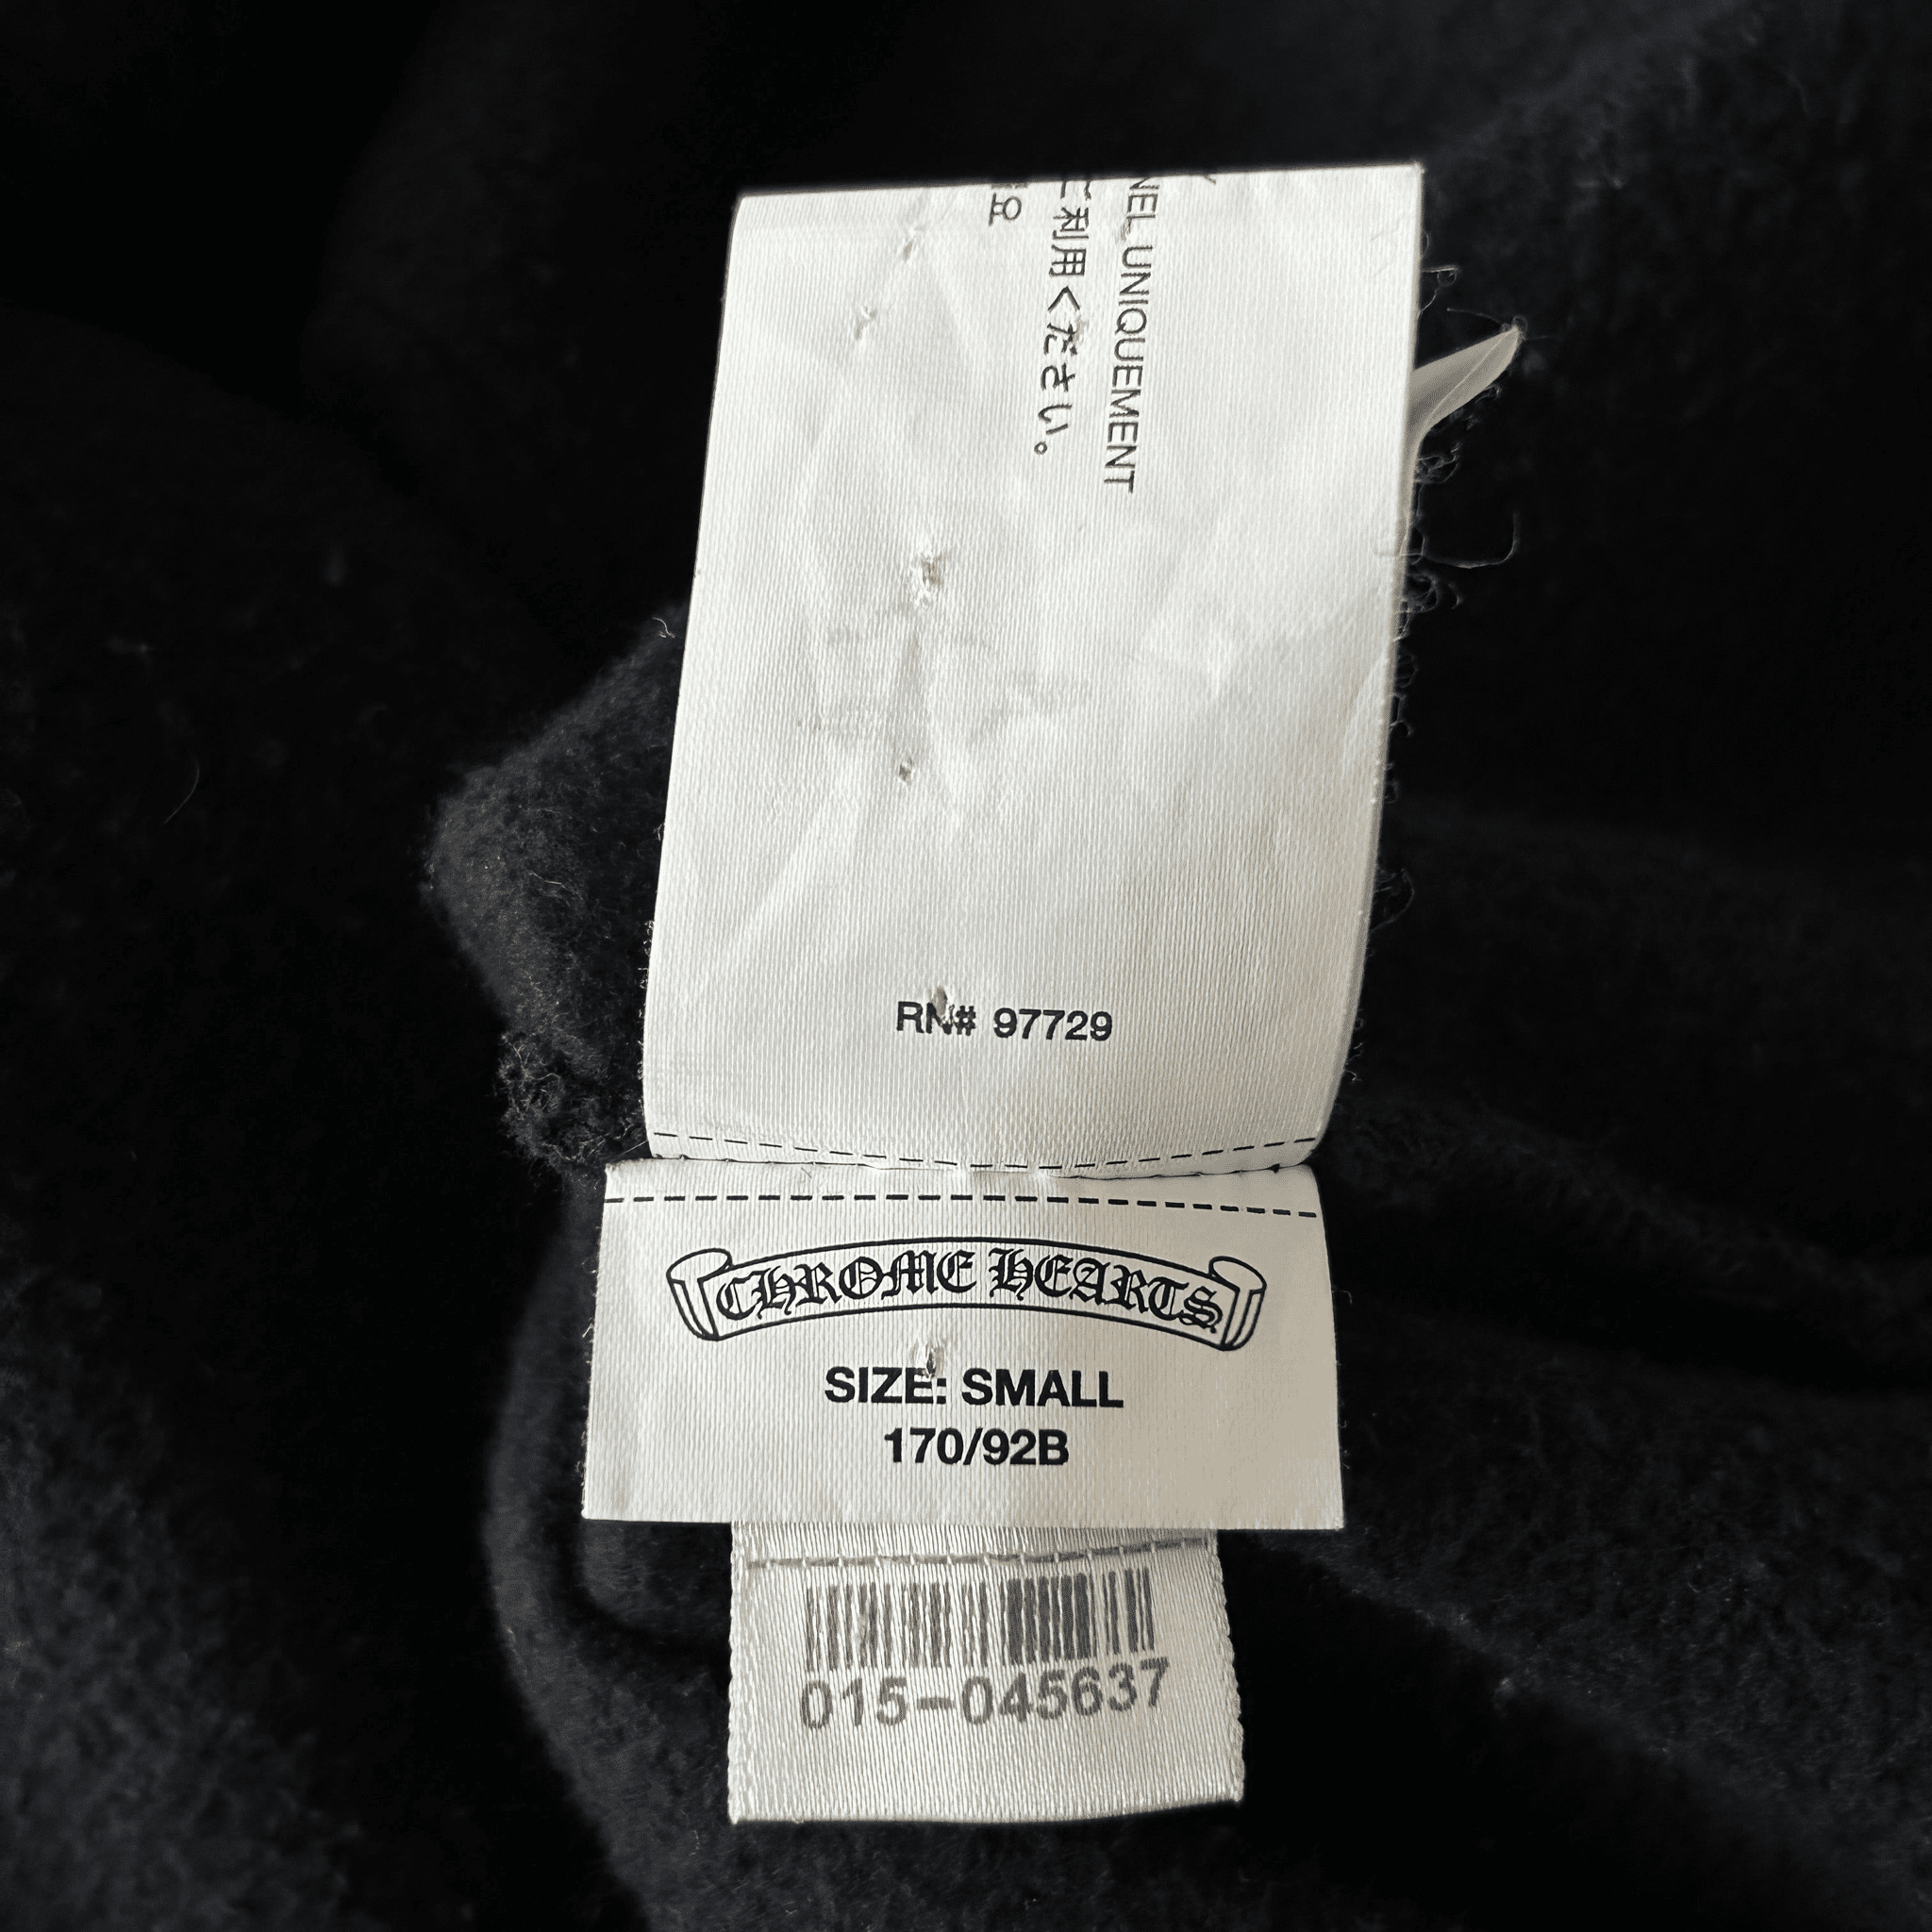 NEL UNIQUEMENT
ご利用ください。
요
RN# 97729
CHROME HEARTS
SIZE: SMALL
170/92B
015-045637